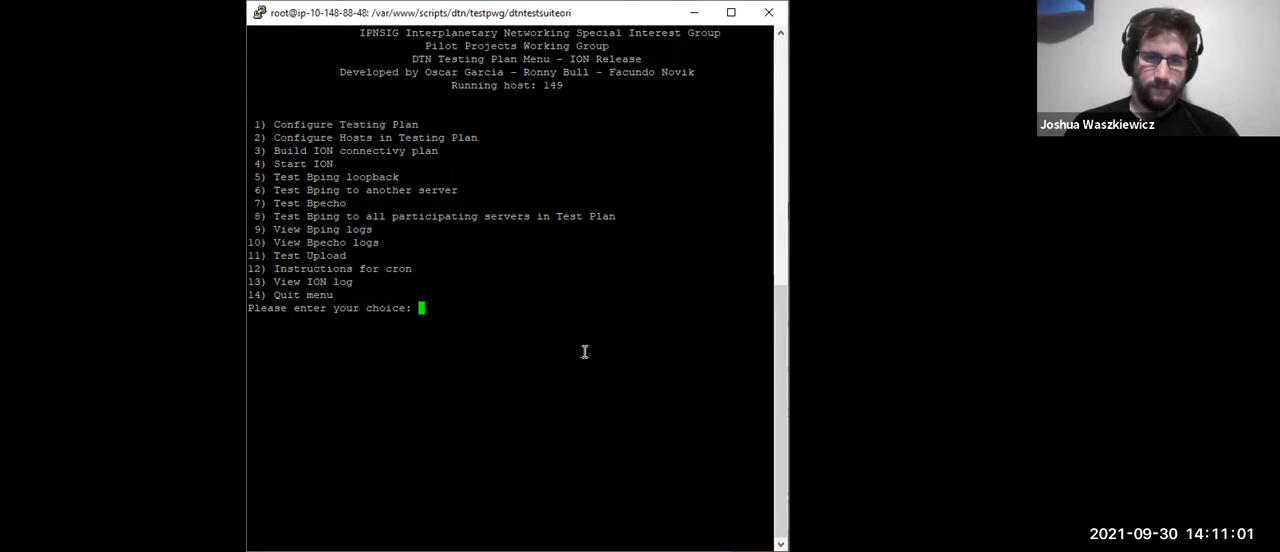 root@ip-10-148-88-48: /var/www/scripts/dtn/testpwg/dtntestsuiteori
IPNSIG Interplanetary Networking Special Interest Group
Pilot Projects Working Group
DTN Testing Plan Menu - ION Release
Developed by Oscar Garcia - Ronny Bull - Facundo Novik
Running host: 149
1) Configure Testing Plan
2) Configure Hosts in Testing Plan
3) Build ION connectivy plan
4) Start ION
5) Test Bping loopback
6) Test Bping to another server
7) Test Bpecho
8) Test Bping to all participating servers in Test Plan
9) View Bping logs
10) View Bpecho logs
11) Test Upload
12) Instructions for cron
13) View ION log
14) Quit menu
Please enter your choice:
Joshua Waszkiewicz
2021-09-30 14:11:01